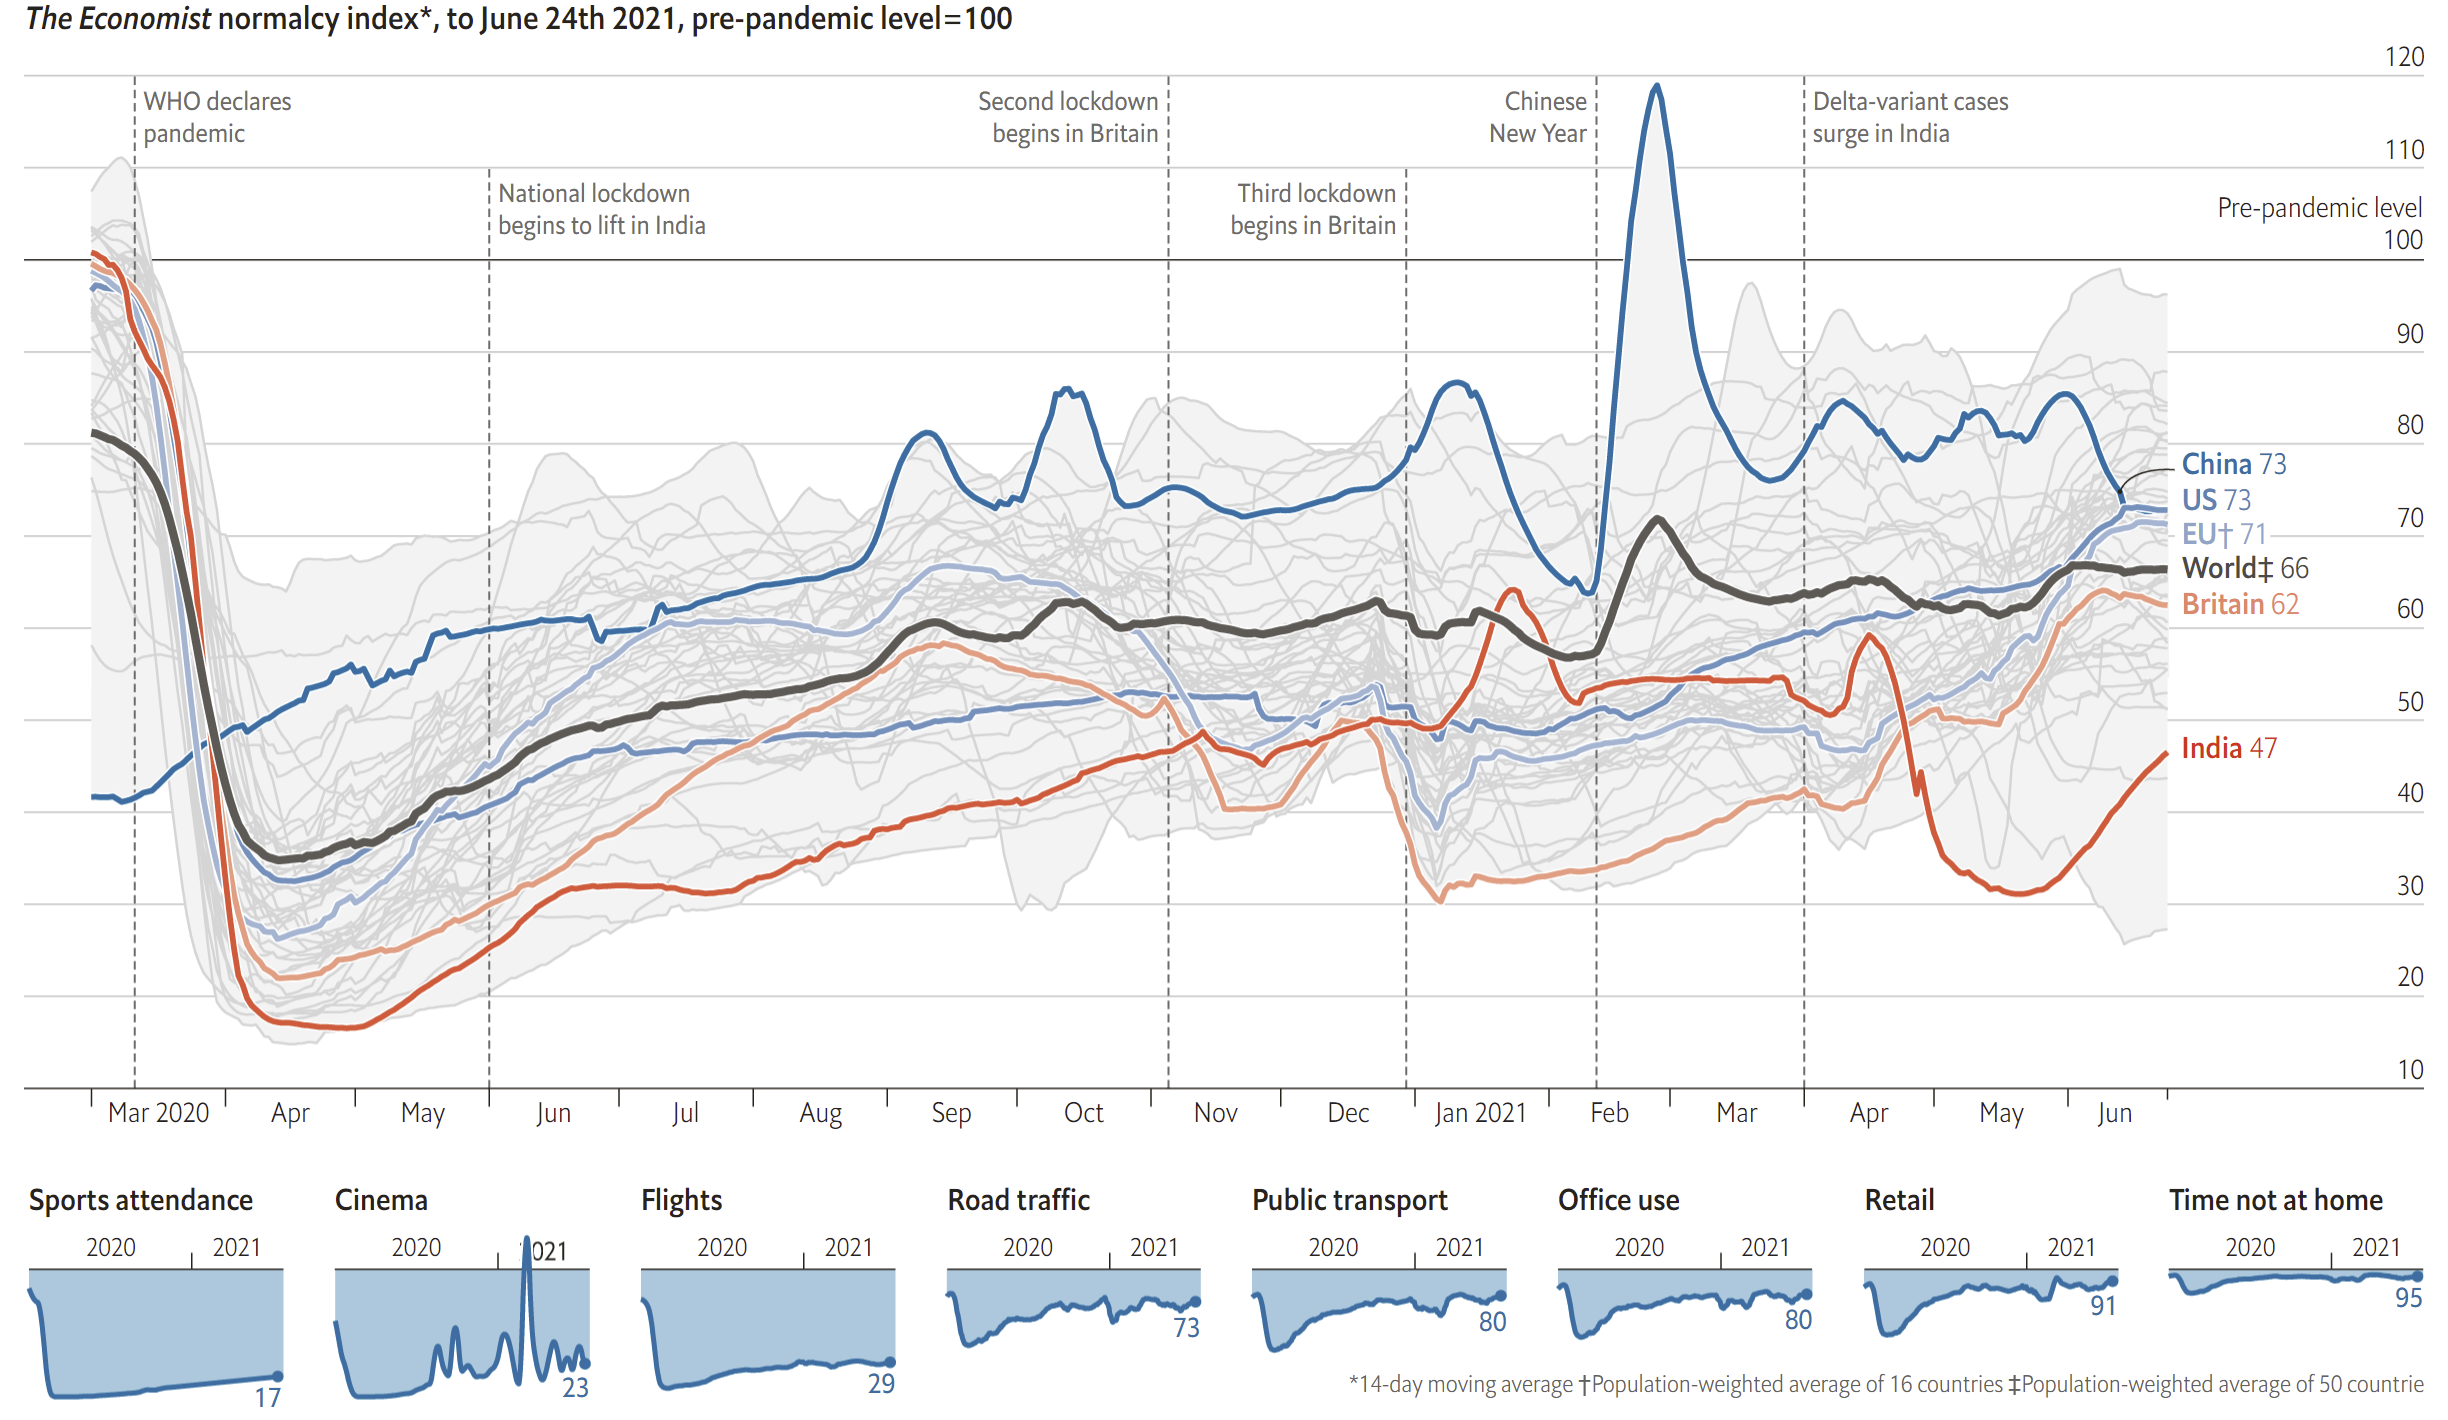 The Economist normalcy index*, to June 24th 2021, pre-pandemic level=100
120
WHO declares
pandemic
Second lockdown
begins in Britain
Chinese
New Year
Delta-variant cases
surge in India
110
National lockdown
begins to lift in India
Third lockdown
begins in Britain
Pre-pandemic level
100
90
80
China 73
US 73
70
EU† 71
World‡ 66
Britain 62
60
50
India 47
40
30
20
10
Mar 2020 Apr May Jun Jul Aug Sep Oct Nov Dec Jan 2021 Feb Mar Apr May Jun
Sports attendance
2020 2021
17
Cinema
2020 021
23
Flights
2020 2021
29
Road traffic
2020 2021
73
Public transport
2020 2021
80
Office use
2020 2021
80
Retail
2020 2021
91
Time not at home
2020 2021
95
*14-day moving average †Population-weighted average of 16 countries ‡Population-weighted average of 50 countrie